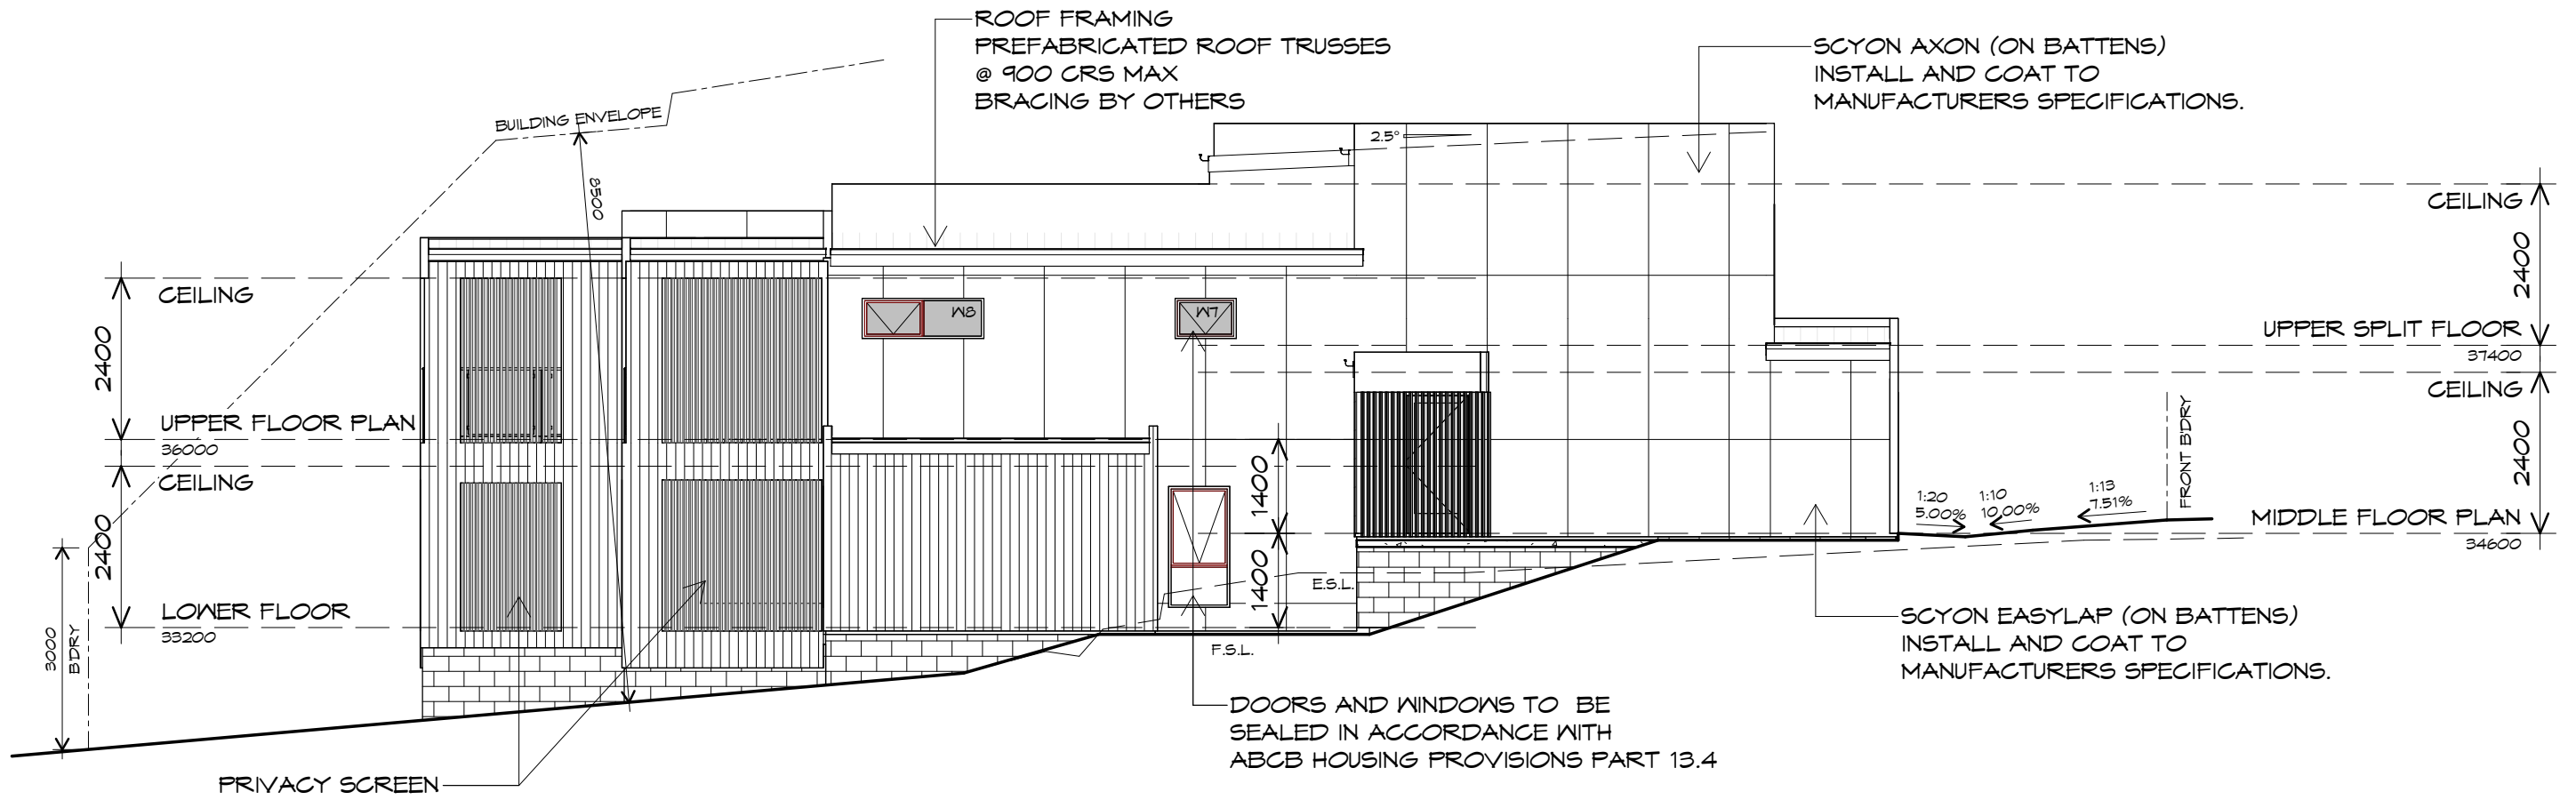 ROOF FRAMING
PREFABRICATED ROOF TRUSSES
@ 900 CRS MAX
BRACING BY OTHERS
SCYON AXON (ON BATTENS)
INSTALL AND COAT TO
MANUFACTURERS SPECIFICATIONS.
BUILDING ENVELOPE
8500
2.5°
CEILING
2400
UPPER FLOOR PLAN
36000
CEILING
2400
LOWER FLOOR
33200
3000
BDRY
W8
W7
1400
1400
E.S.L.
F.S.L.
CEILING
2400
UPPER SPLIT FLOOR
37400
CEILING
2400
MIDDLE FLOOR PLAN
34600
FRONT BDRY
1:20
5.00%
1:10
10.00%
1:13
7.51%
SCYON EASYLAP (ON BATTENS)
INSTALL AND COAT TO
MANUFACTURERS SPECIFICATIONS.
DOORS AND WINDOWS TO BE
SEALED IN ACCORDANCE WITH
ABCB HOUSING PROVISIONS PART 13.4
PRIVACY SCREEN